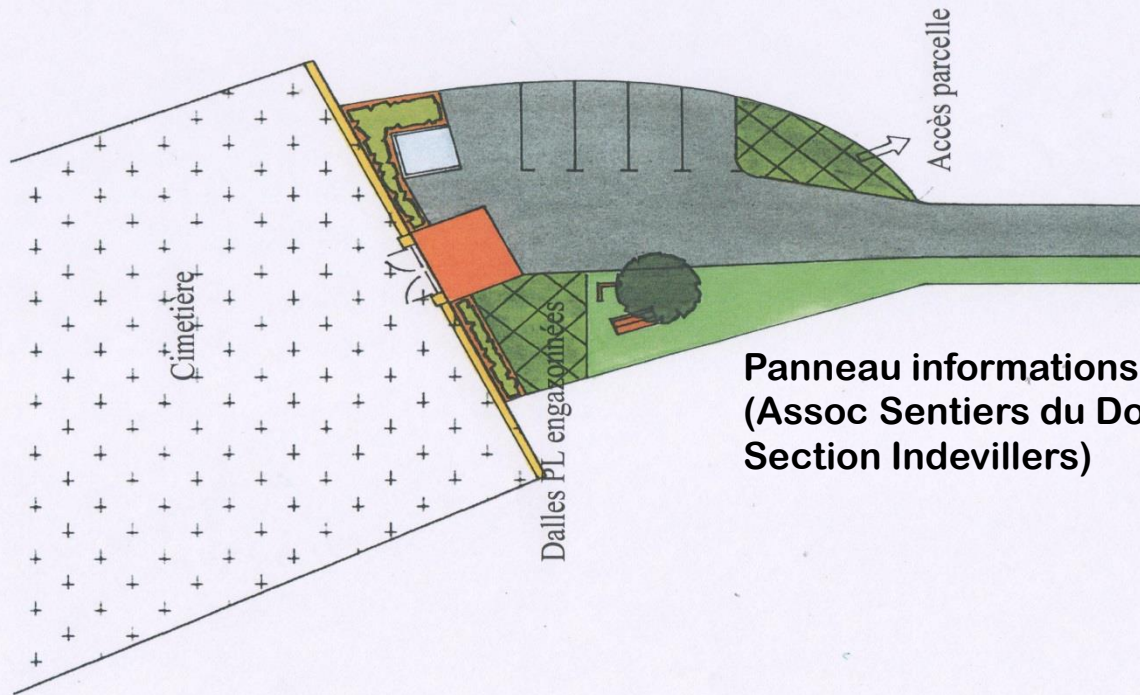 Cimetière
Dalles PL engazonnées
Accès parcelle
Panneau informations
(Assoc Sentiers du Do
Section Indevillers)